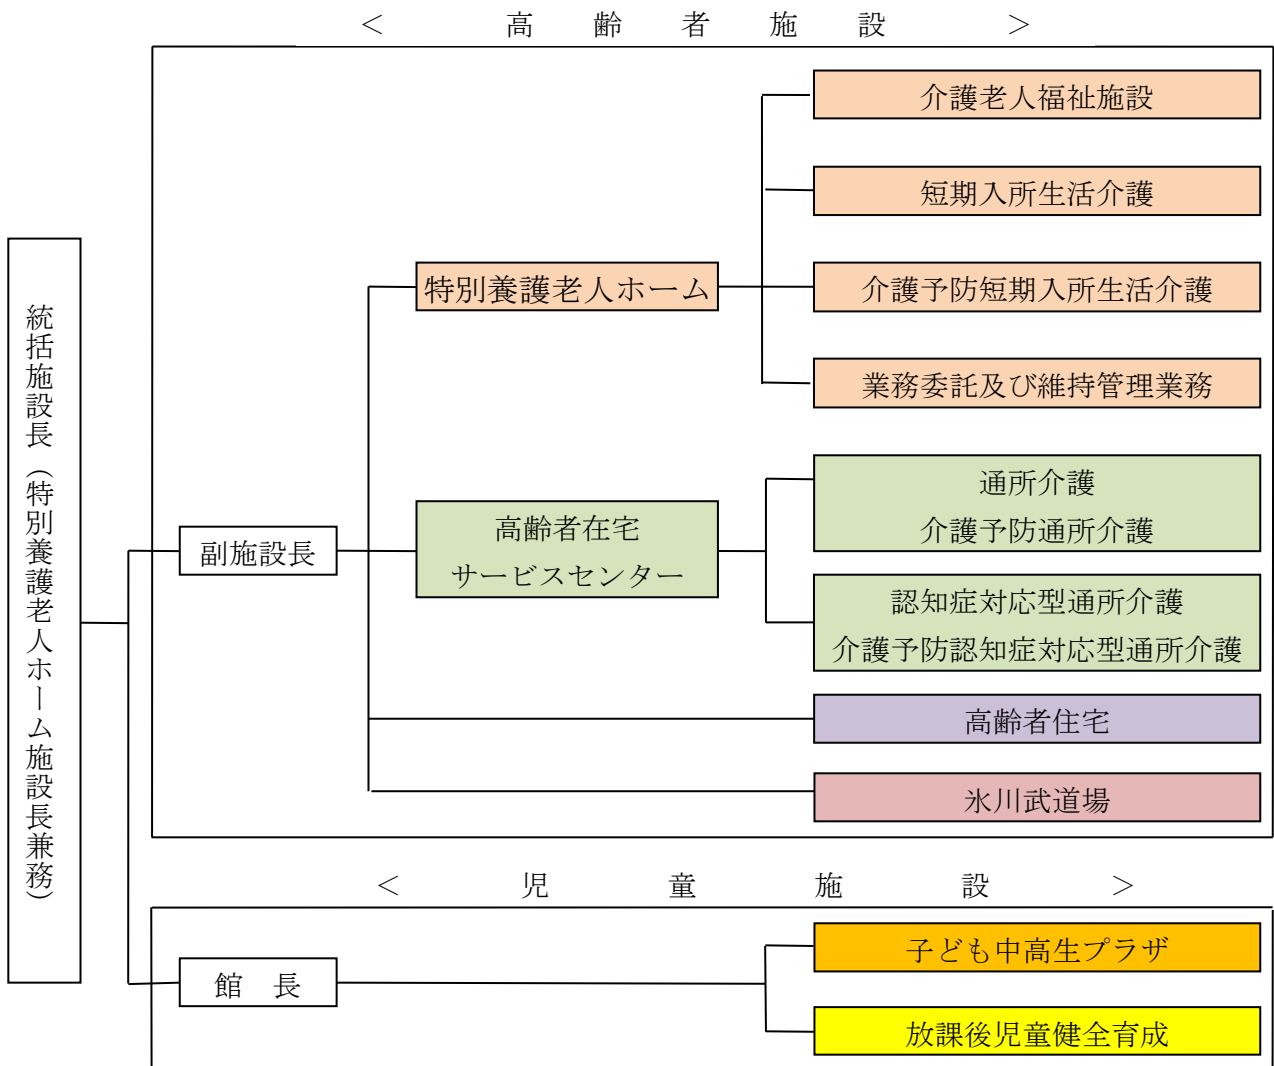 ＜　高齢者施設　＞
介護老人福祉施設
短期入所生活介護
特別養護老人ホーム
介護予防短期入所生活介護
業務委託及び維持管理業務
統括施設長（特別養護老人ホーム施設長兼務）
副施設長
高齢者在宅
サービスセンター
通所介護
介護予防通所介護
認知症対応型通所介護
介護予防認知症対応型通所介護
高齢者住宅
氷川武道場
＜　児童施設　＞
館　長
子ども中高生プラザ
放課後児童健全育成